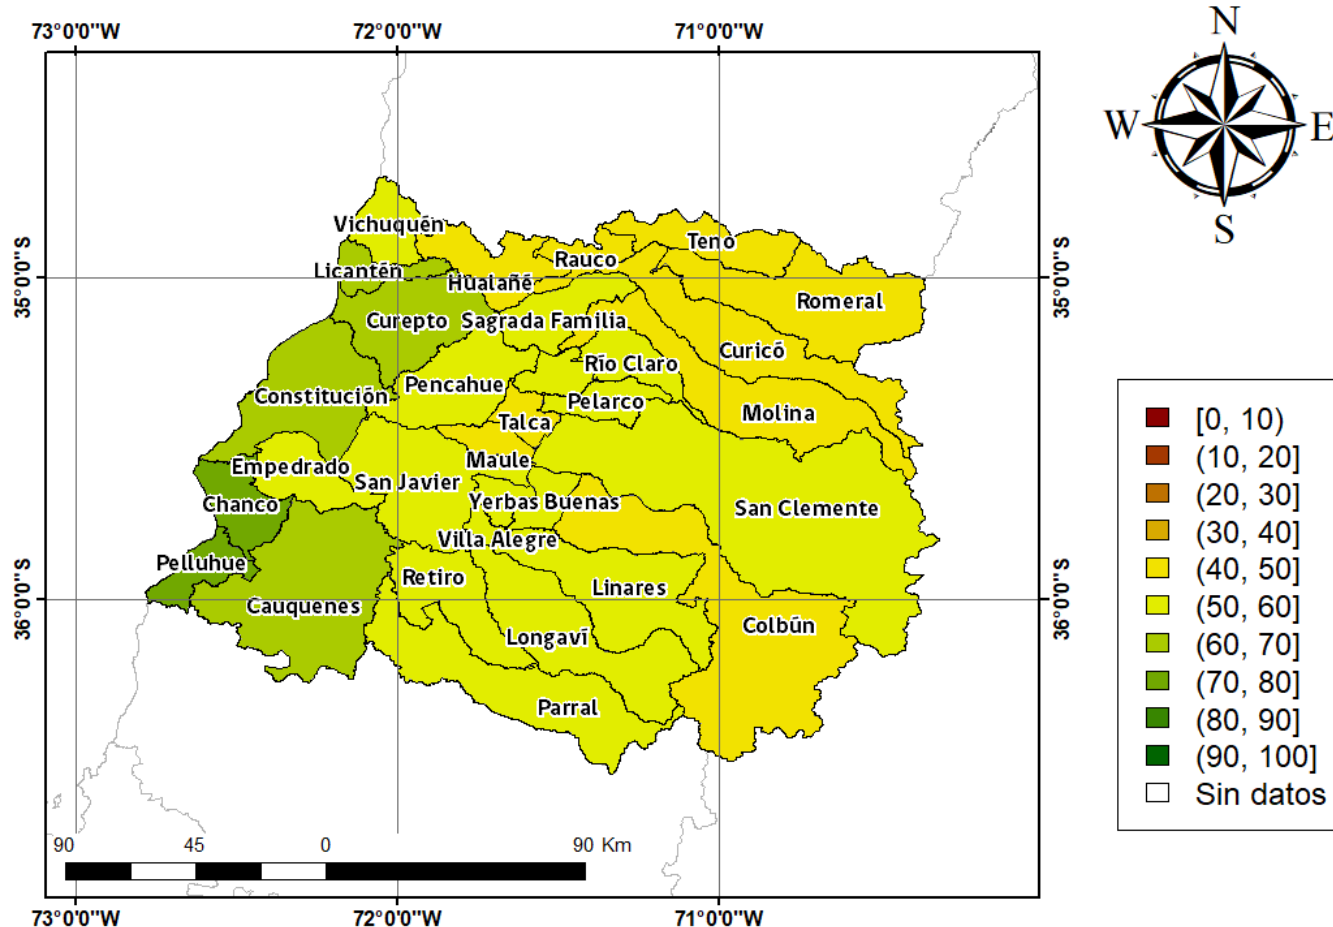 73°0'0"W 72°0'0"W 71°0'0"W
N
W E
S
Vichuquén
Teno
35°0'0"S
35°0'0"S
Rauco
Licantén
Hualañé
Romeral
Curepto
Sagrada Familia
Curicó
Río Claro
Pencahue
Constitución
Pelarco
Molina
Talca
Maule
Empedrado
San Javier
Chanco
Yerbas Buenas
San Clemente
Villa Alegre
Pelluhue
Retiro
Linares
36°0'0"S
36°0'0"S
Cauquenes
Colbún
Longaví
Parral
[0, 10)
(10, 20]
(20, 30]
(30, 40]
(40, 50]
(50, 60]
(60, 70]
(70, 80]
(80, 90]
(90, 100]
Sin datos
90 45 0 90 Km
73°0'0"W 72°0'0"W 71°0'0"W